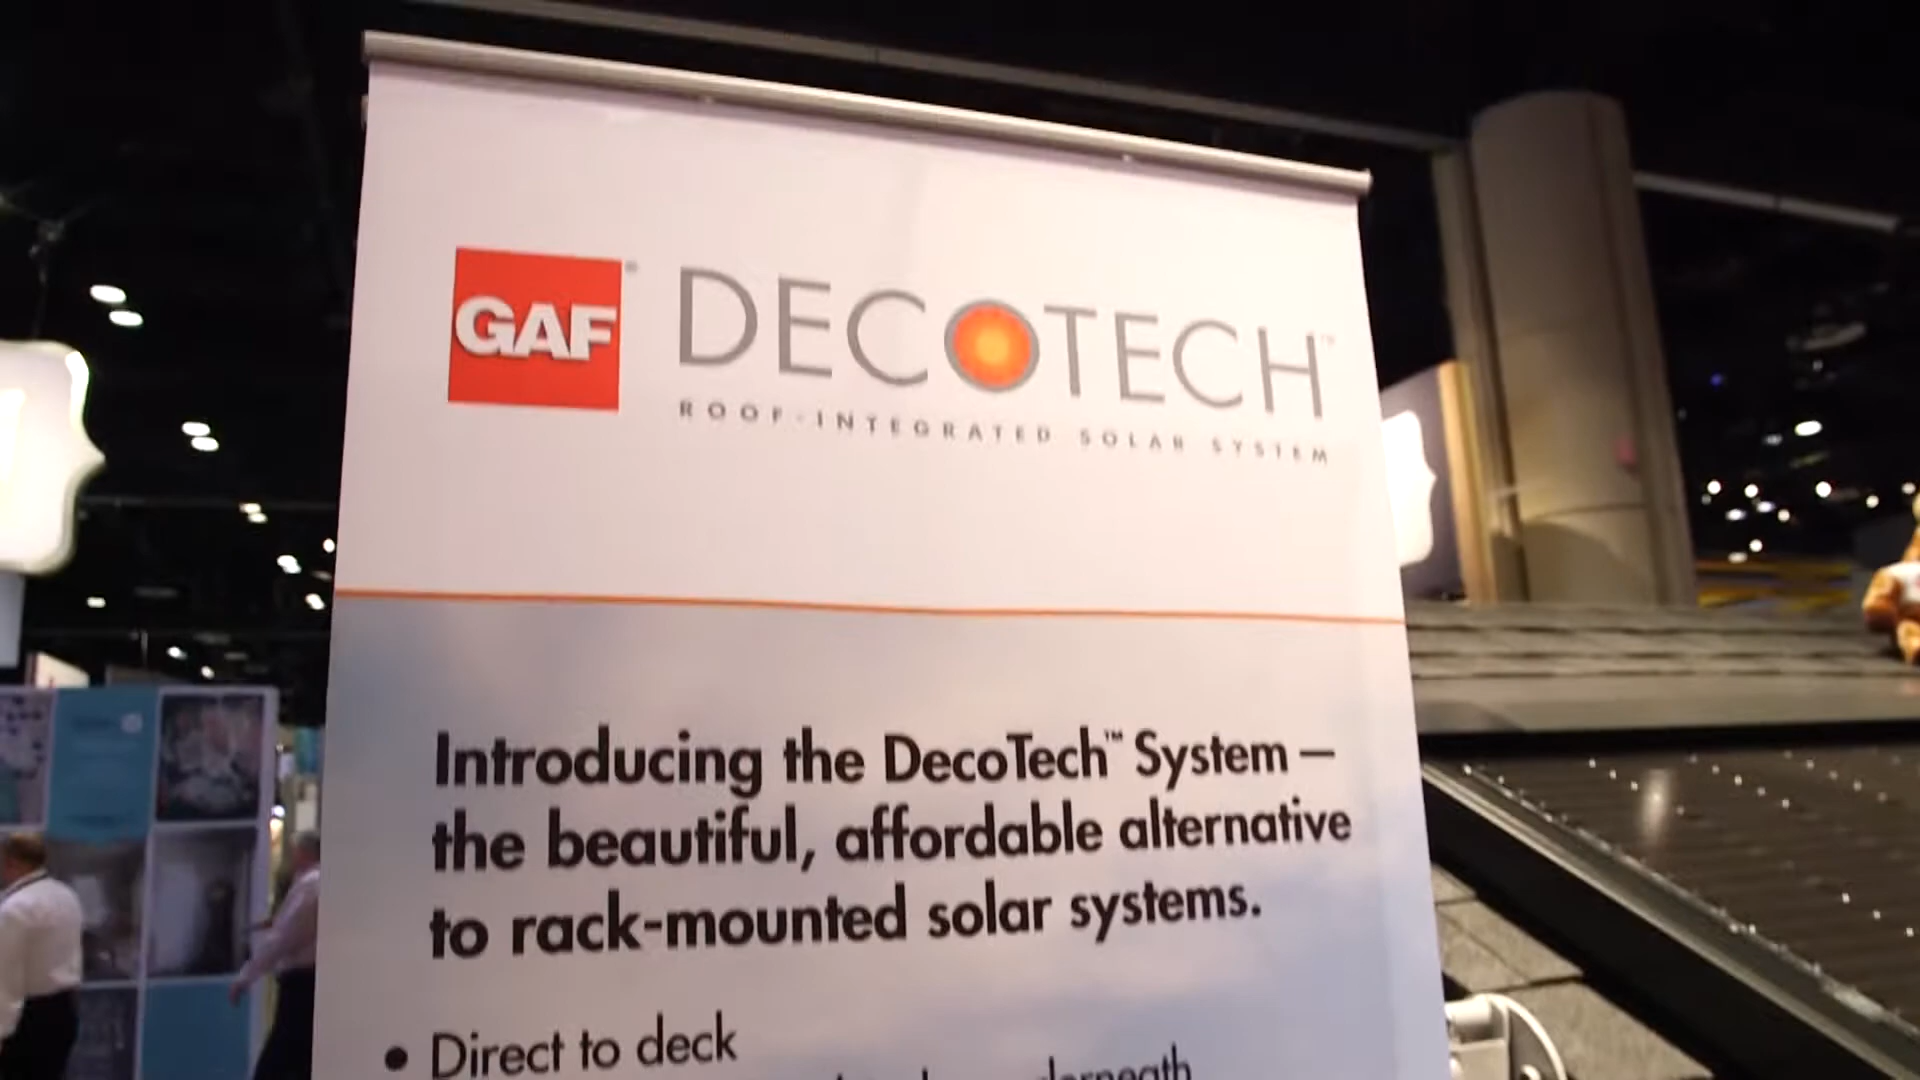 GAF®
DECOTECH™
ROOF-INTEGRATED SOLAR SYSTEM
Introducing the DecoTech™ System –
the beautiful, affordable alternative
to rack-mounted solar systems.
• Direct to deck
underneath